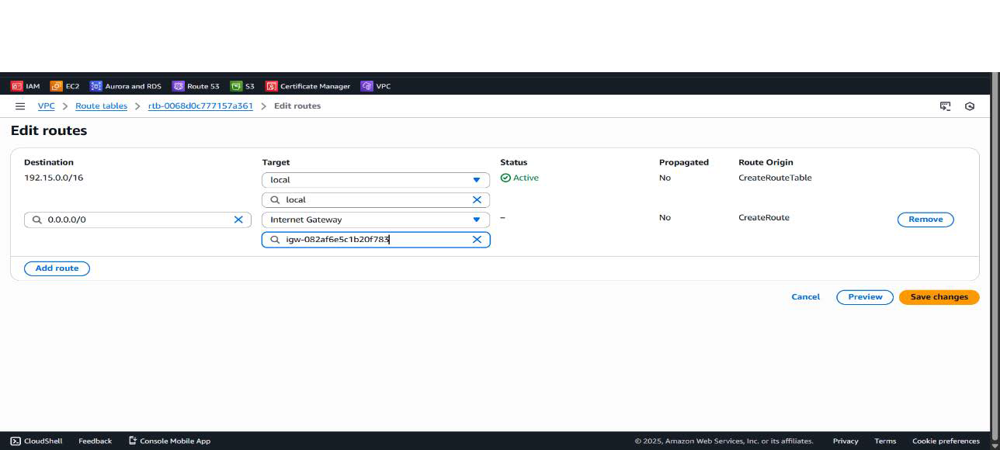 IAM EC2 Aurora and RDS Route 53 S3 Certificate Manager VPC
VPC > Route tables > rtb-0068d0c777157a361 > Edit routes
Edit routes
Destination Target Status Propagated Route Origin
192.15.0.0/16 local Active No CreateRouteTable
local
0.0.0.0/0 Internet Gateway – No CreateRoute Remove
igw-082af6e5c1b20f783
Add route
Cancel Preview Save changes
CloudShell Feedback Console Mobile App © 2025, Amazon Web Services, Inc. or its affiliates. Privacy Terms Cookie preferences